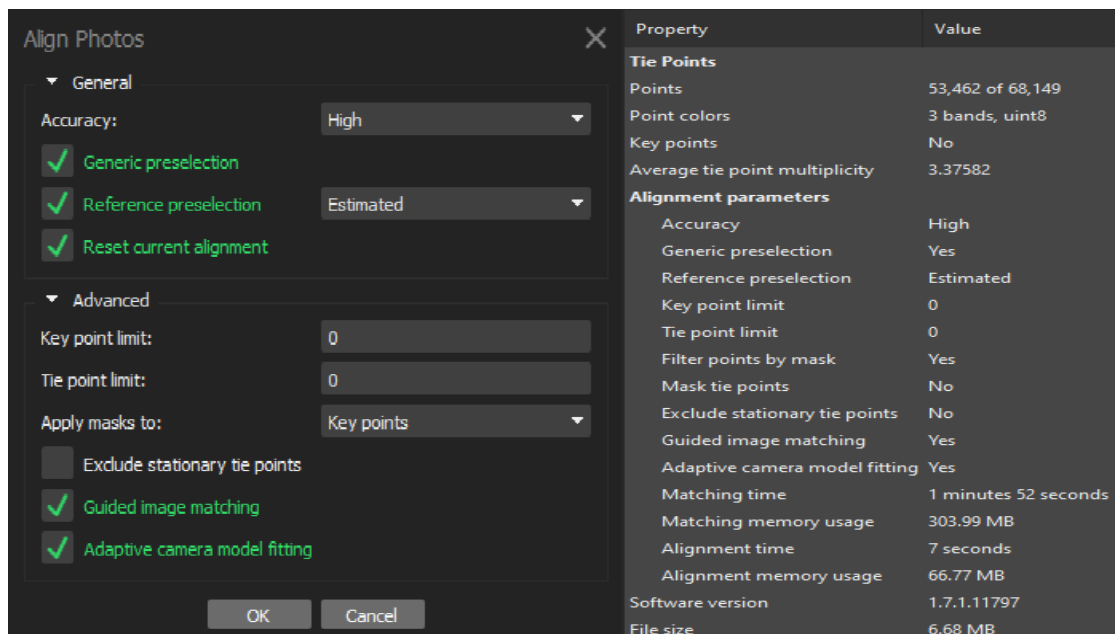 Align Photos
General
Accuracy: High
Generic preselection
Reference preselection Estimated
Reset current alignment
Advanced
Key point limit: 0
Tie point limit: 0
Apply masks to: Key points
Exclude stationary tie points
Guided image matching
Adaptive camera model fitting
OK Cancel
Property Value
Tie Points
Points 53,462 of 68,149
Point colors 3 bands, uint8
Key points No
Average tie point multiplicity 3.37582
Alignment parameters
Accuracy High
Generic preselection Yes
Reference preselection Estimated
Key point limit 0
Tie point limit 0
Filter points by mask Yes
Mask tie points No
Exclude stationary tie points No
Guided image matching Yes
Adaptive camera model fitting Yes
Matching time 1 minutes 52 seconds
Matching memory usage 303.99 MB
Alignment time 7 seconds
Alignment memory usage 66.77 MB
Software version 1.7.1.11797
File size 6.68 MB